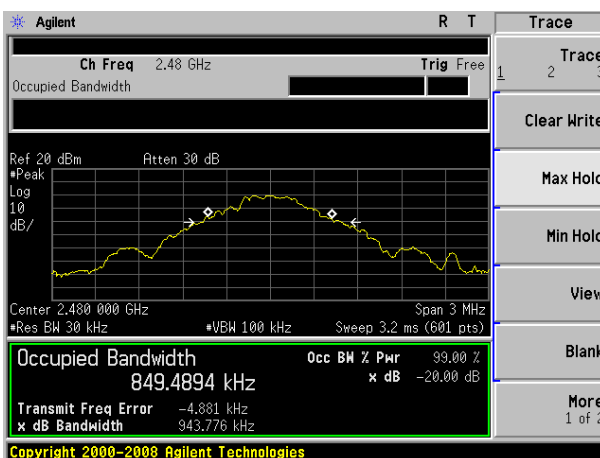 Agilent R T Trace
Ch Freq 2.48 GHz Trig Free
Occupied Bandwidth
Trace
1 2 3
Clear Write
Max Hold
Min Hold
View
Blank
More
1 of 2
Ref 20 dBm Atten 30 dB
#Peak
Log
10
dB/
Center 2.480 000 GHz Span 3 MHz
#Res BW 30 kHz #VBW 100 kHz Sweep 3.2 ms (601 pts)
Occupied Bandwidth Occ BW % Pwr 99.00 %
849.4894 kHz x dB -20.00 dB
Transmit Freq Error -4.881 kHz
x dB Bandwidth 943.776 kHz
Copyright 2000-2008 Agilent Technologies